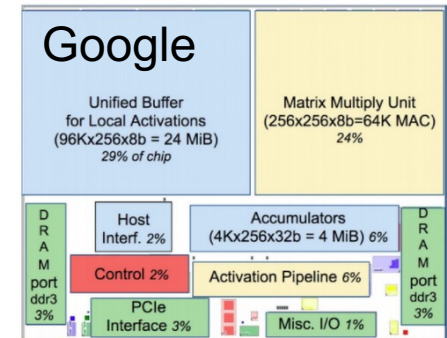 Google
Unified Buffer
for Local Activations
(96Kx256x8b = 24 MiB)
29% of chip
Matrix Multiply Unit
(256x256x8b=64K MAC)
24%
D
R
A
M
port
ddr3
3%
Host
Interf. 2%
Accumulators
(4Kx256x32b = 4 MiB) 6%
D
R
A
M
port
ddr3
3%
Control 2%
Activation Pipeline 6%
PCIe
Interface 3%
Misc. I/O 1%